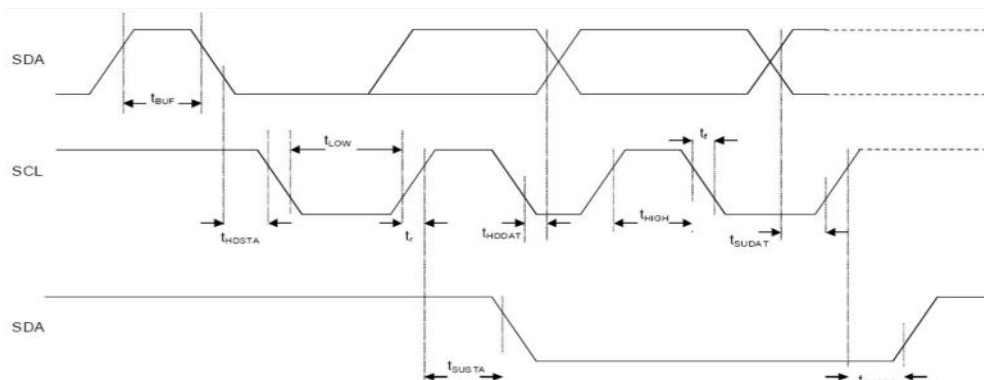 SDA
tBUF
tLOW
tf
SCL
tHDSTA
tr
tHDDAT
tHIGH
tSUDAT
SDA
tSUSTA